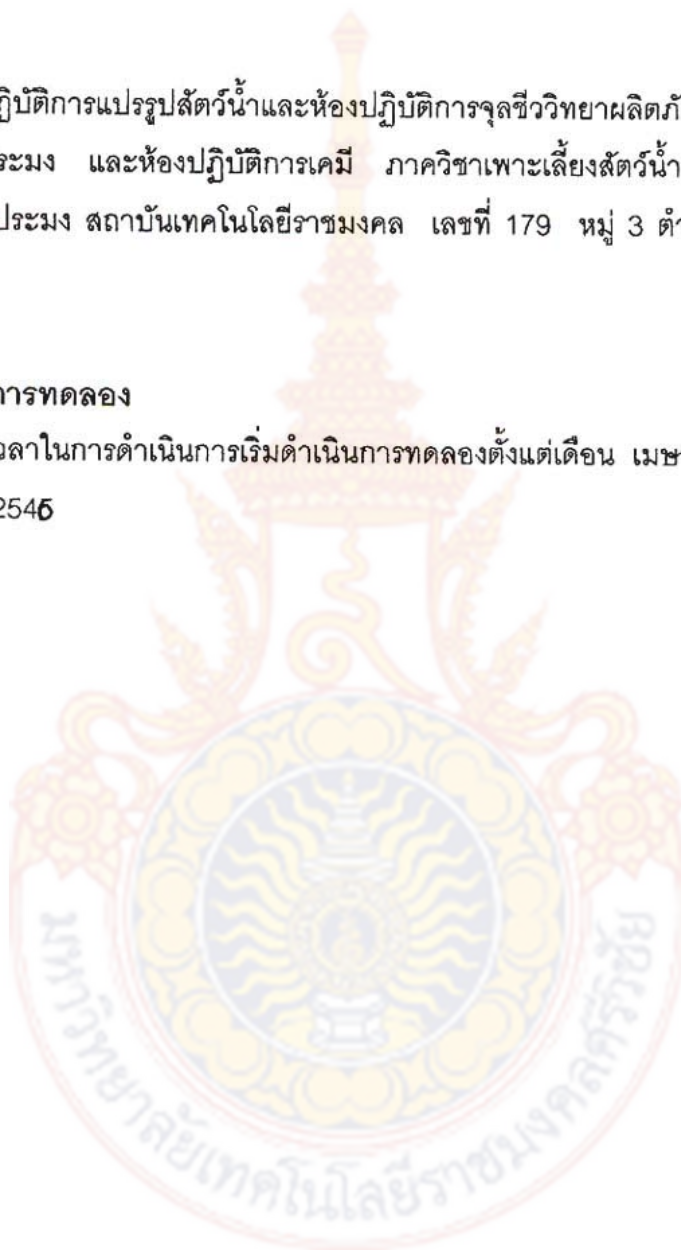 ฏิบัติการแปรรูปสัตว์น้ำและห้องปฏิบัติการจุลชีววิทยาผลิตภั
ระมง และห้องปฏิบัติการเคมี ภาควิชาเพาะเลี้ยงสัตว์น้ำ
ประมง สถาบันเทคโนโลยีราชมงคล เลขที่ 179 หมู่ 3 ตำ
การทดลอง
วลาในการดำเนินการเริ่มดำเนินการทดลองตั้งแต่เดือน เมษ
2546
มหาวิทยาลัยเทคโนโลยีราชมงคลศรีวิชัย